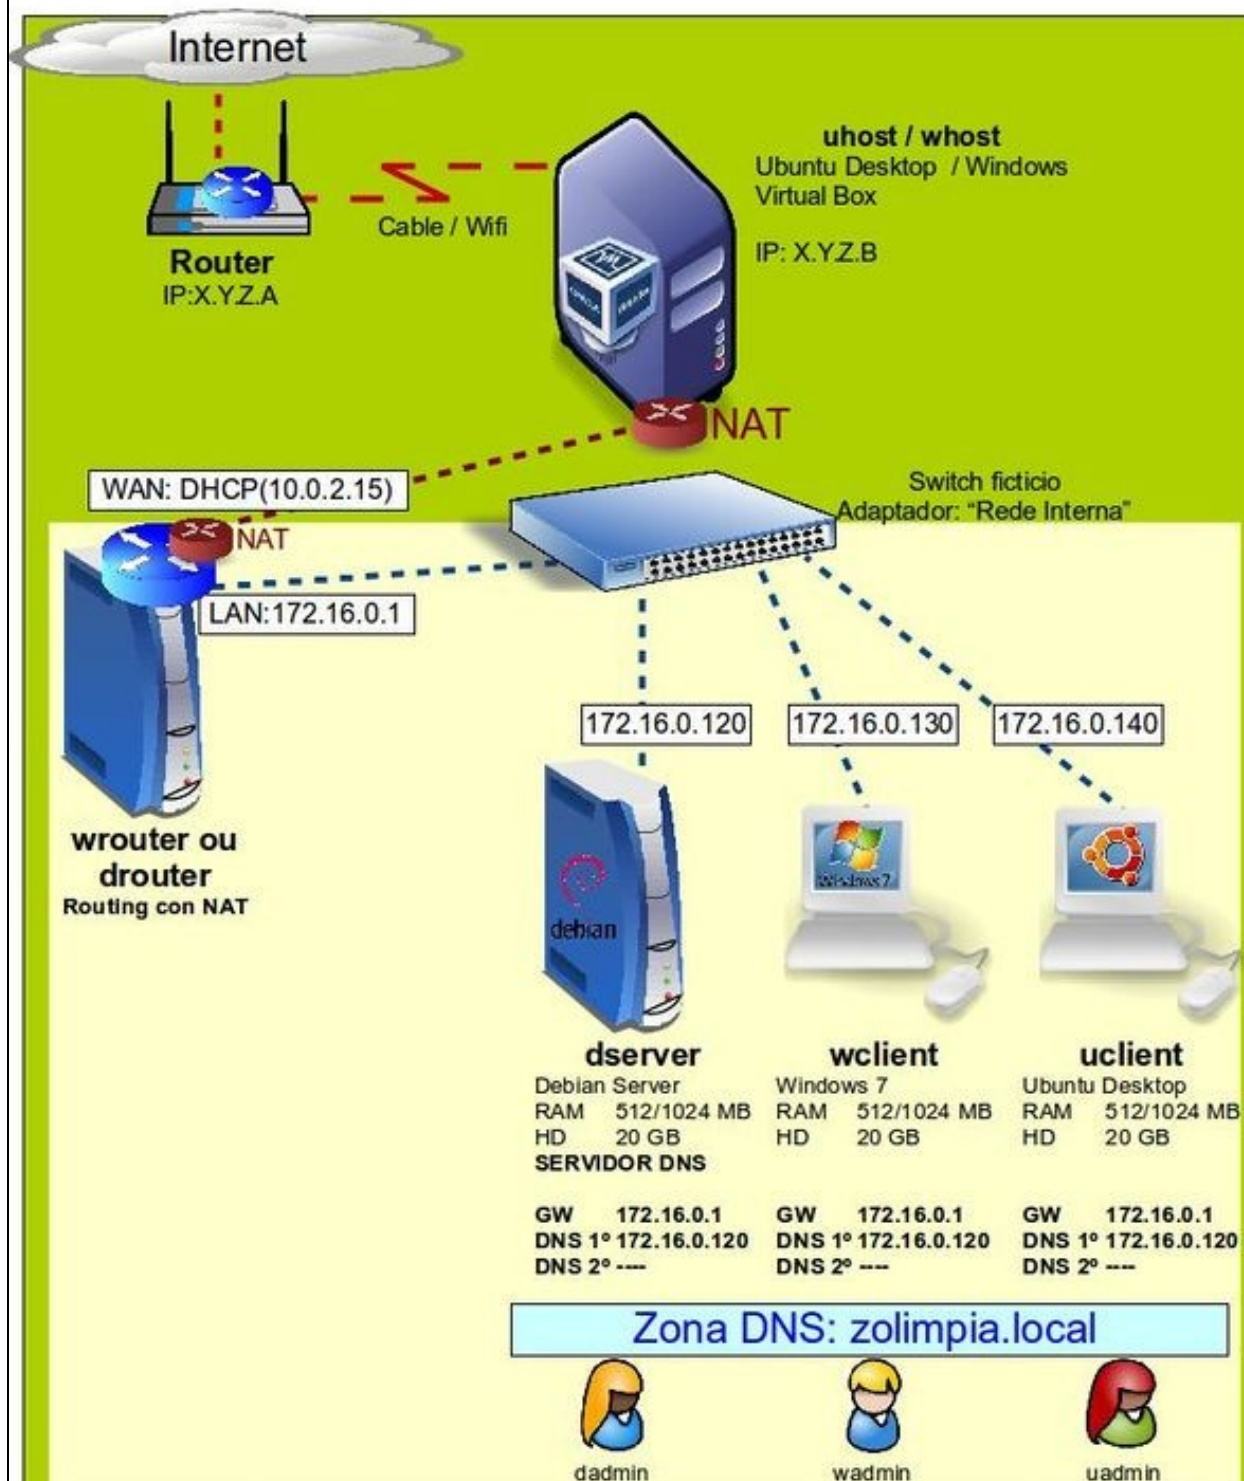 Internet
uhost / whost
Ubuntu Desktop / Windows
Virtual Box
IP: X.Y.Z.B
Cable / Wifi
Router
IP:X.Y.Z.A
NAT
WAN: DHCP(10.0.2.15)
NAT
Switch ficticio
Adaptador: “Rede Interna”
LAN:172.16.0.1
172.16.0.120
172.16.0.130
172.16.0.140
wrouter ou
drouter
Routing con NAT
debian
Windows 7
dserver
Debian Server
RAM 512/1024 MB
HD 20 GB
SERVIDOR DNS
GW 172.16.0.1
DNS 1º 172.16.0.120
DNS 2º ----
wclient
Windows 7
RAM 512/1024 MB
HD 20 GB
GW 172.16.0.1
DNS 1º 172.16.0.120
DNS 2º ----
uclient
Ubuntu Desktop
RAM 512/1024 MB
HD 20 GB
GW 172.16.0.1
DNS 1º 172.16.0.120
DNS 2º ----
Zona DNS: zolimpia.local
dadmin
wadmin
uadmin